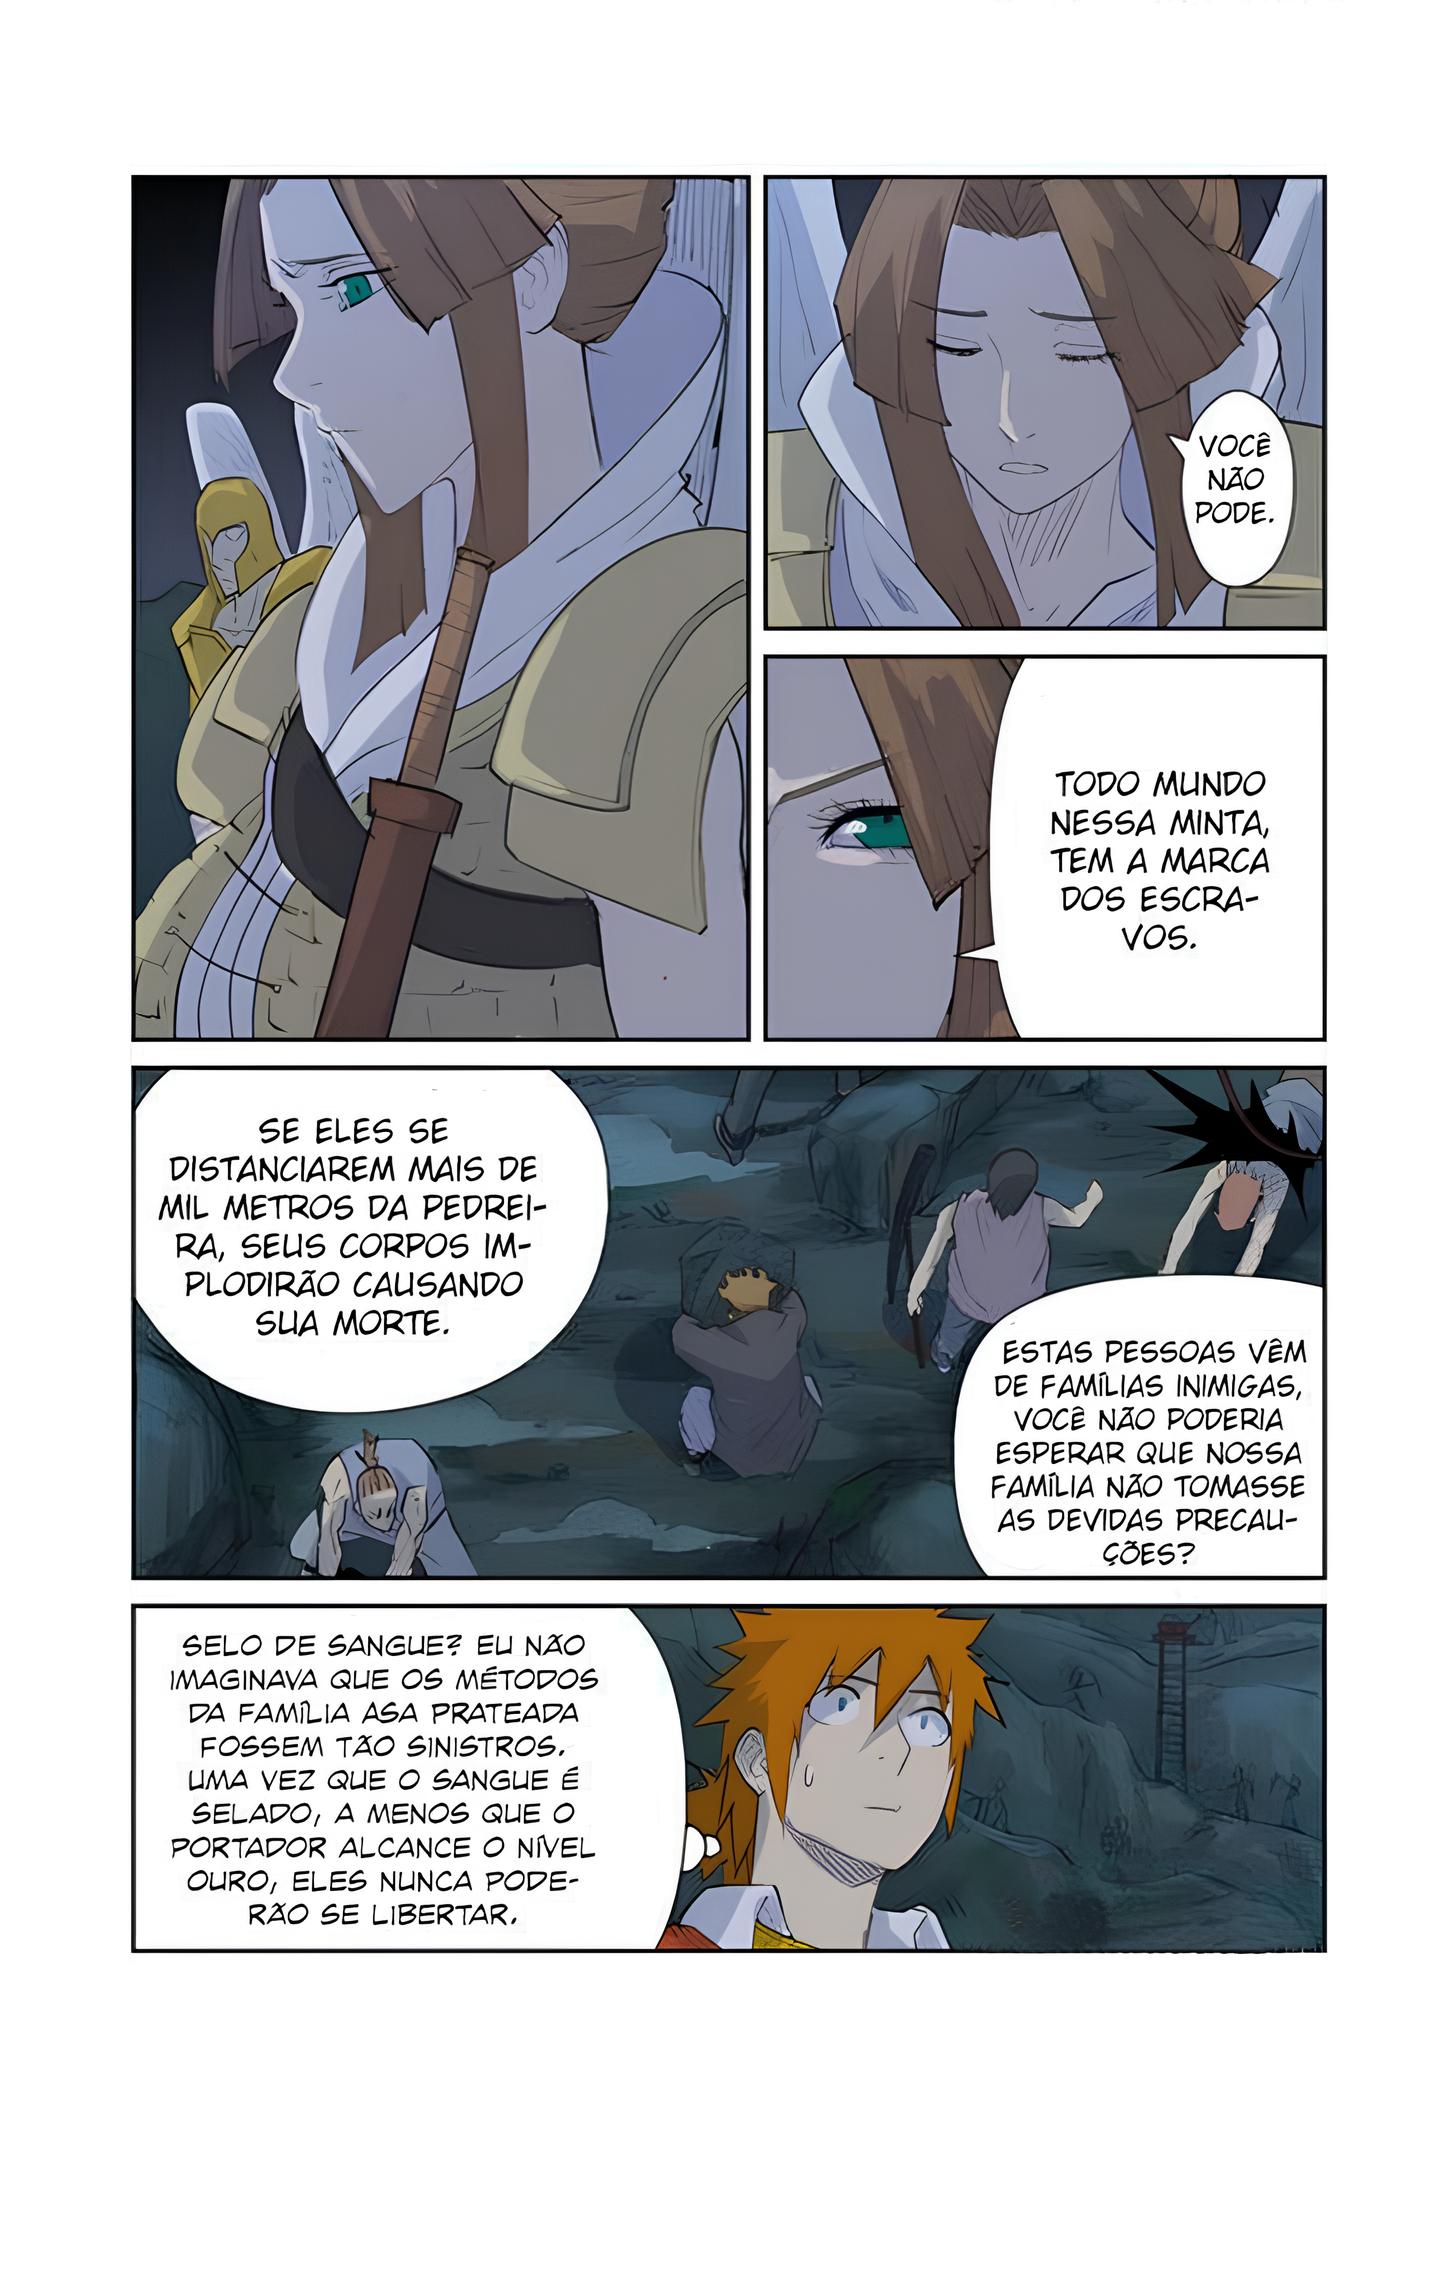 VOCÊ
NÃO
PODE.
TODO MUNDO
NESSA MINTA,
TEM A MARCA
DOS ESCRA-
VOS.
SE ELES SE
DISTANCIAREM MAIS DE
MIL METROS DA PEDREI-
RA, SEUS CORPOS IM-
PLODIRÃO CAUSANDO
SUA MORTE.
ESTAS PESSOAS VÊM
DE FAMÍLIAS INIMIGAS,
VOCÊ NÃO PODERIA
ESPERAR QUE NOSSA
FAMÍLIA NÃO TOMASSE
AS DEVIDAS PRECAU-
ÇÕES?
SELO DE SANGUE? EU NÃO
IMAGINAVA QUE OS MÉTODOS
DA FAMÍLIA ASA PRATEADA
FOSSEM TÃO SINISTROS.
UMA VEZ QUE O SANGUE É
SELADO, A MENOS QUE O
PORTADOR ALCANCE O NÍVEL
OURO, ELES NUNCA PODE-
RÃO SE LIBERTAR.